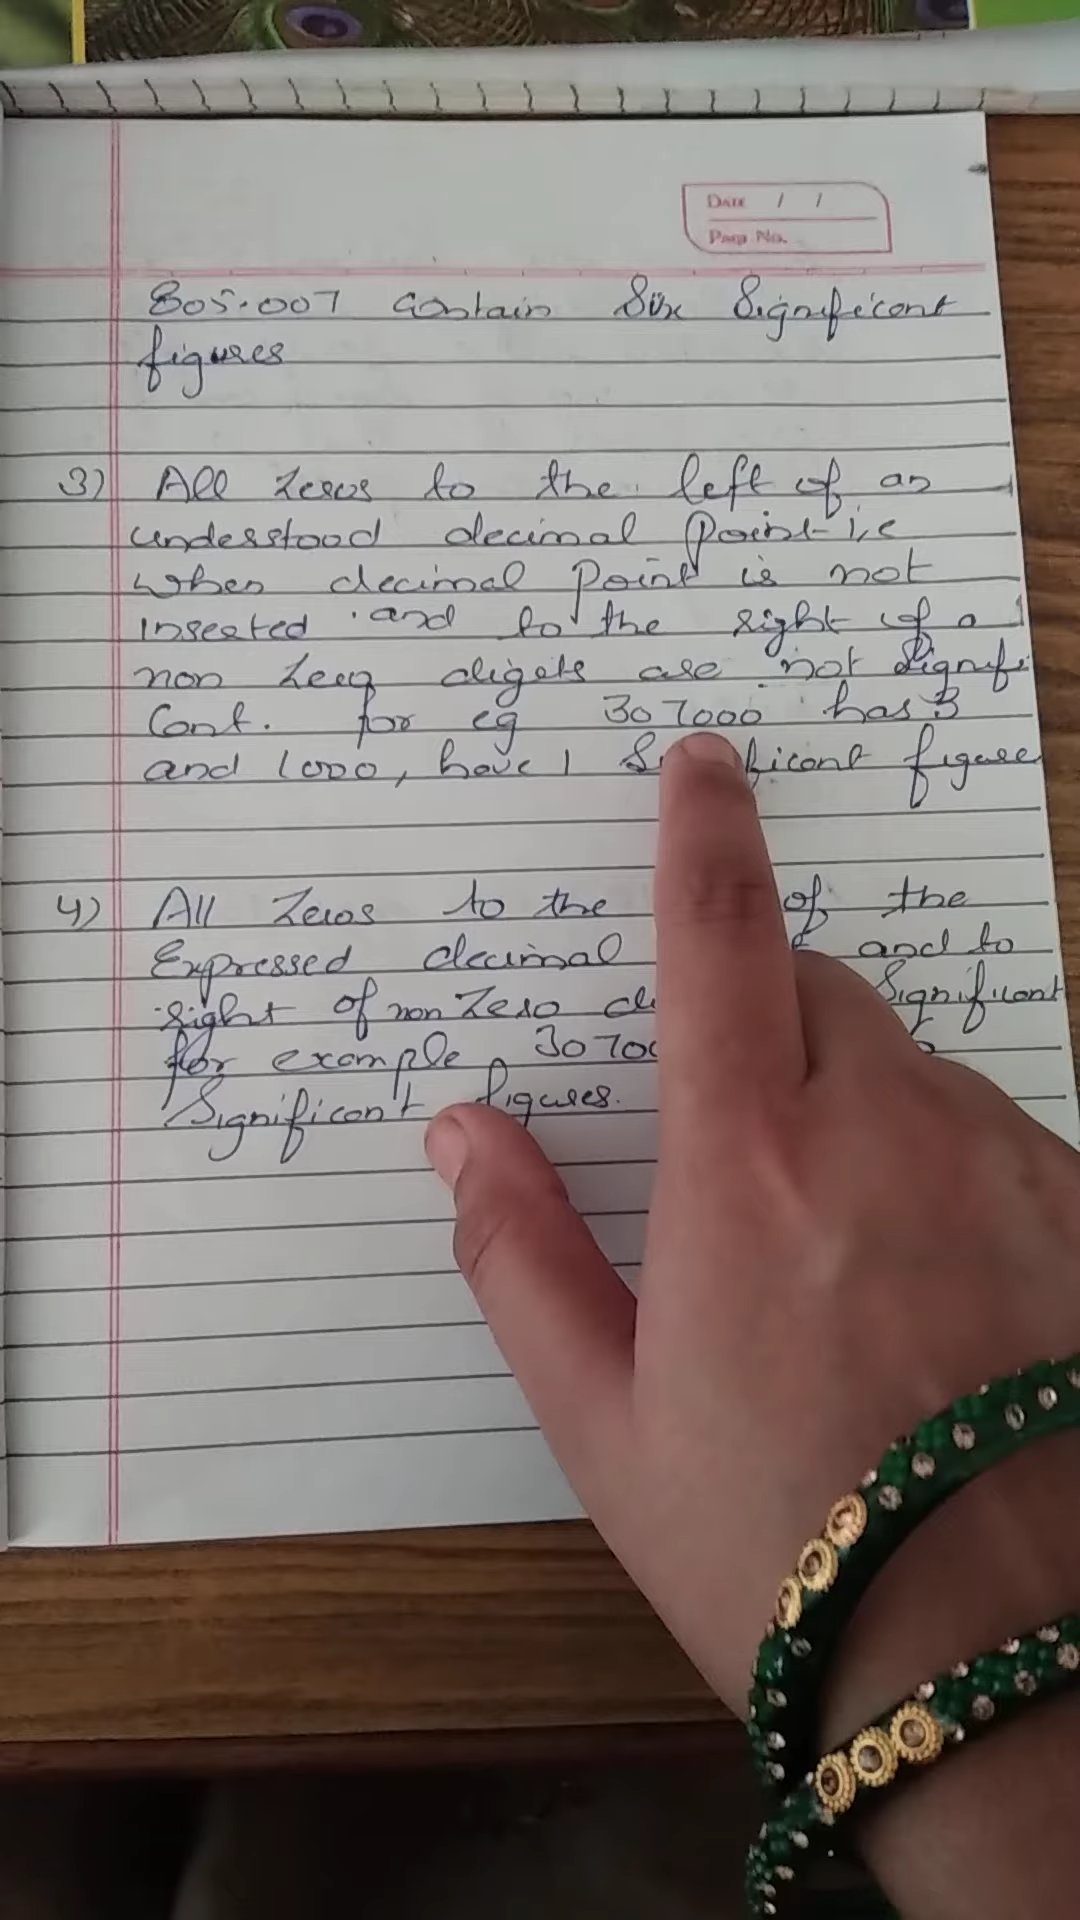 DATE / /
Page No.
805.007 contain Six Significant
figures
3) All Zeros to the left of an
understood decimal Point i,e
when decimal Point is not
inserted and to the right of a
non Zero digets are not Signifi
Cant. for eg 307000 has 3
and 1000, have 1 figure
4) All Zeros to the of the
Expressed decimal and to
right of non Zero Significant
for example 30700
Significant figures.